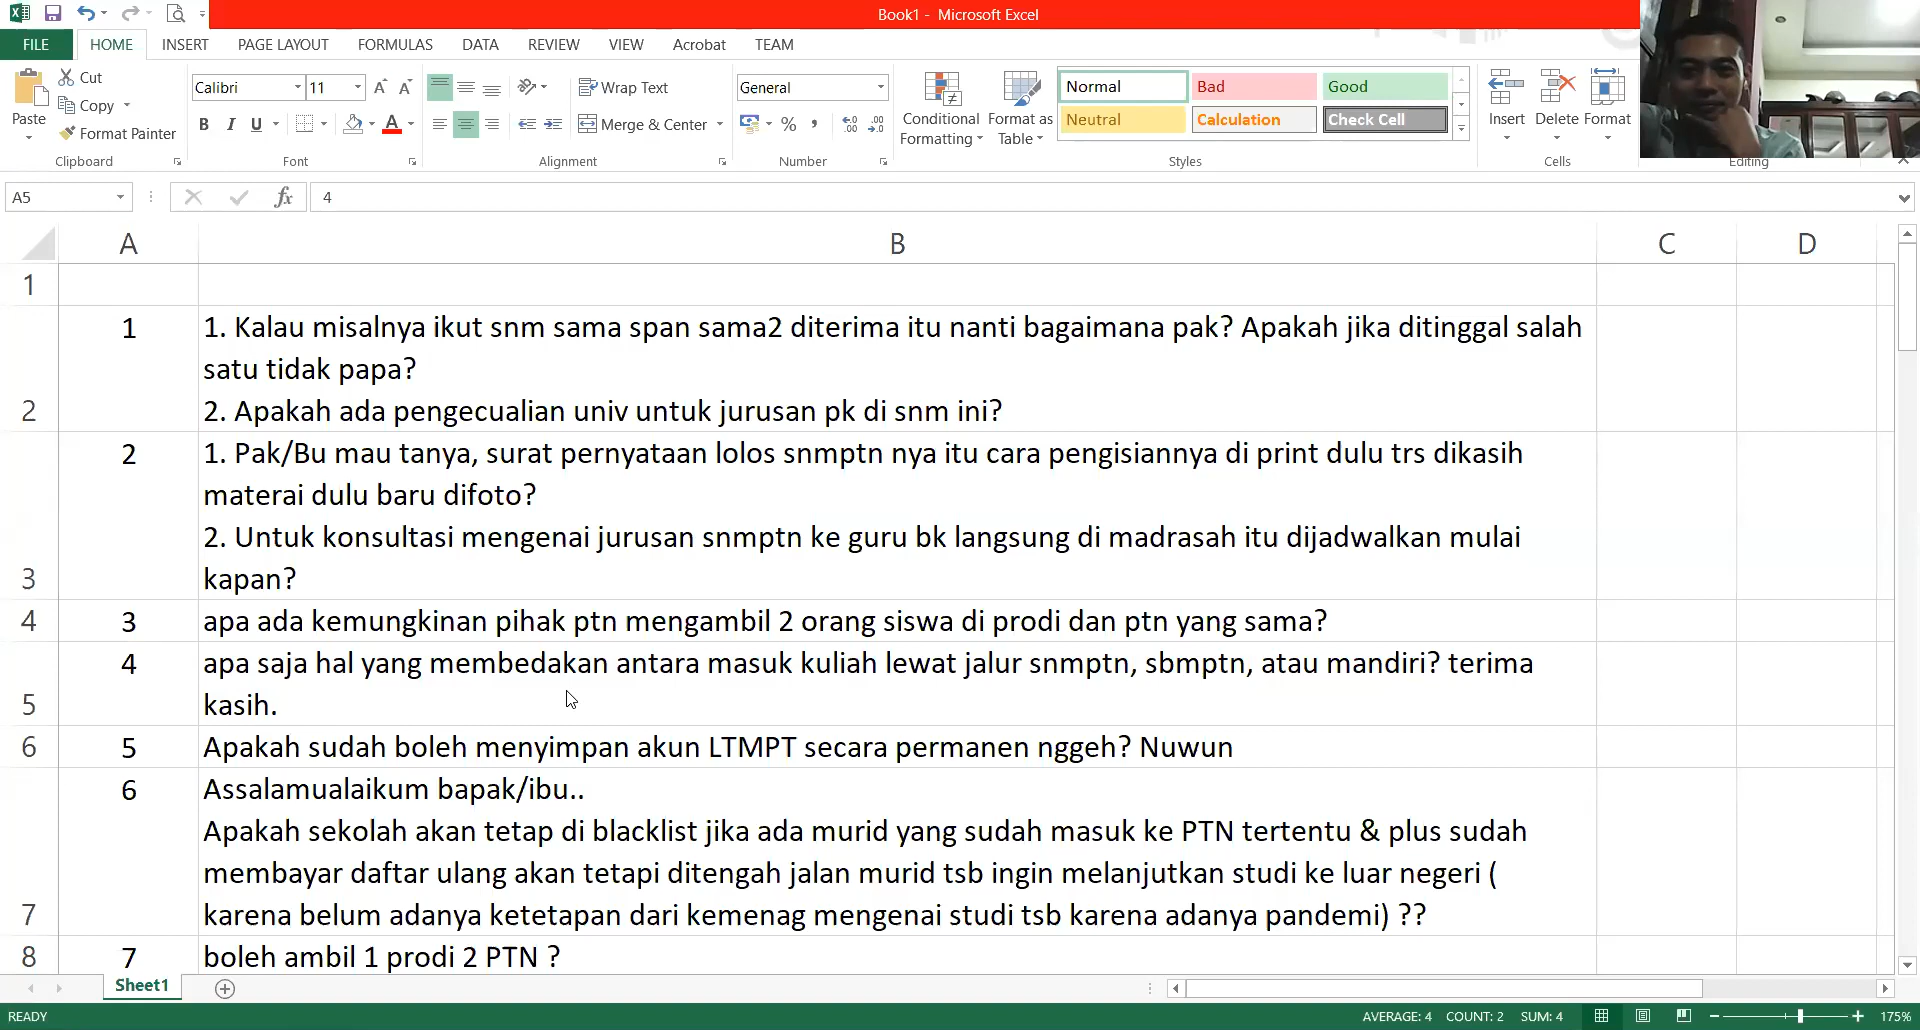 Book1 - Microsoft Excel
FILE HOME INSERT PAGE LAYOUT FORMULAS DATA REVIEW VIEW Acrobat TEAM
Cut
Copy
Format Painter
Paste
Clipboard
Calibri 11
B I U
Font
Wrap Text
Merge & Center
Alignment
General
%
Number
Conditional Formatting
Format as Table
Normal Bad Good
Neutral Calculation Check Cell
Styles
Insert Delete Format
Cells
Editing
A5 fx 4
A B C D
1
2 1 1. Kalau misalnya ikut snm sama span sama2 diterima itu nanti bagaimana pak? Apakah jika ditinggal salah
satu tidak papa?
2. Apakah ada pengecualian univ untuk jurusan pk di snm ini?
3 2 1. Pak/Bu mau tanya, surat pernyataan lolos snmptn nya itu cara pengisiannya di print dulu trs dikasih
materai dulu baru difoto?
2. Untuk konsultasi mengenai jurusan snmptn ke guru bk langsung di madrasah itu dijadwalkan mulai
kapan?
4 3 apa ada kemungkinan pihak ptn mengambil 2 orang siswa di prodi dan ptn yang sama?
5 4 apa saja hal yang membedakan antara masuk kuliah lewat jalur snmptn, sbmptn, atau mandiri? terima
kasih.
6 5 Apakah sudah boleh menyimpan akun LTMPT secara permanen nggeh? Nuwun
7 6 Assalamualaikum bapak/ibu..
Apakah sekolah akan tetap di blacklist jika ada murid yang sudah masuk ke PTN tertentu & plus sudah
membayar daftar ulang akan tetapi ditengah jalan murid tsb ingin melanjutkan studi ke luar negeri (
karena belum adanya ketetapan dari kemenag mengenai studi tsb karena adanya pandemi) ??
8 7 boleh ambil 1 prodi 2 PTN ?
Sheet1
READY AVERAGE: 4 COUNT: 2 SUM: 4 175%